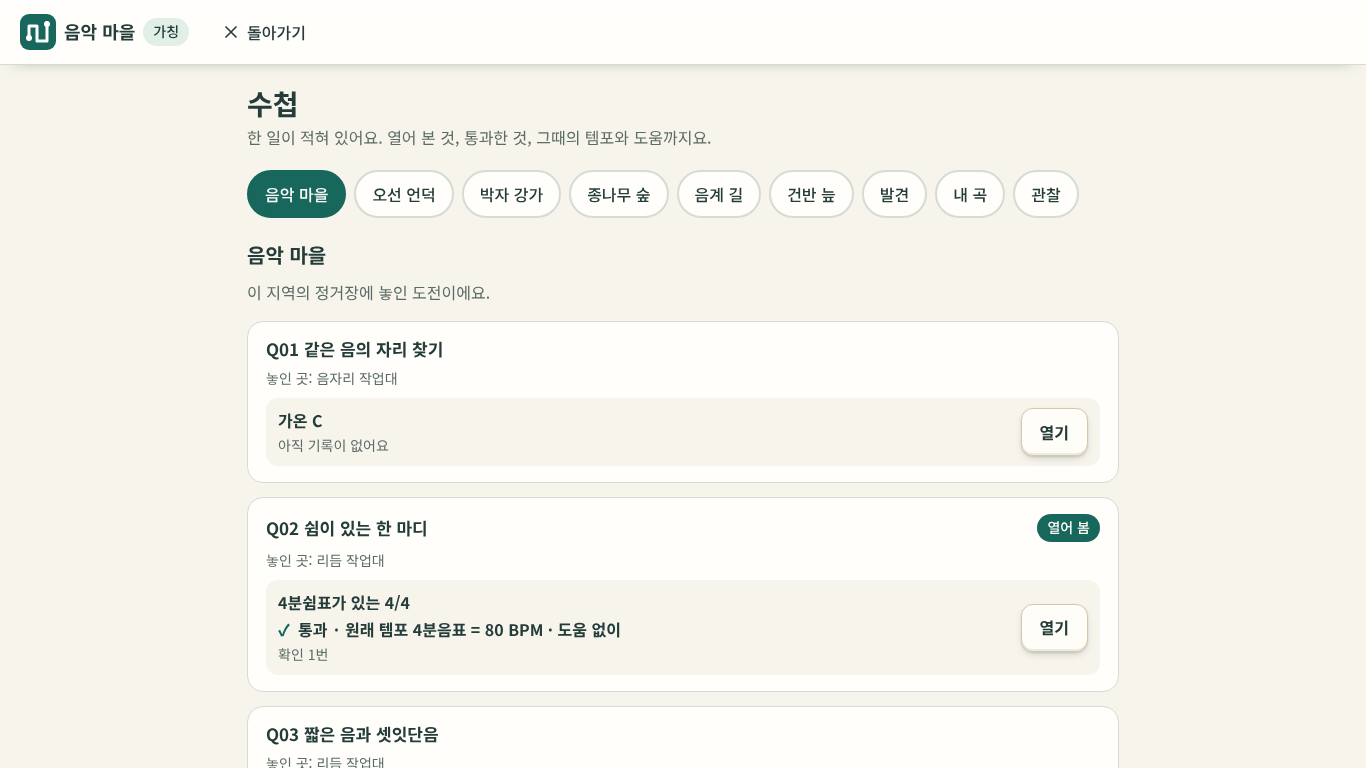 음악 마을 가칭 돌아가기
수첩
한 일이 적혀 있어요. 열어 본 것, 통과한 것, 그때의 템포와 도움까지요.
음악 마을 오선 언덕 박자 강가 종나무 숲 음계 길 건반 늪 발견 내 곡 관찰
음악 마을
이 지역의 정거장에 놓인 도전이에요.
Q01 같은 음의 자리 찾기
놓인 곳: 음자리 작업대
가온 C
아직 기록이 없어요
열기
Q02 쉼이 있는 한 마디
열어 봄
놓인 곳: 리듬 작업대
4분쉼표가 있는 4/4
✓ 통과 · 원래 템포 4분음표 = 80 BPM · 도움 없이
확인 1번
열기
Q03 짧은 음과 셋잇단음
놓인 곳: 리듬 작업대